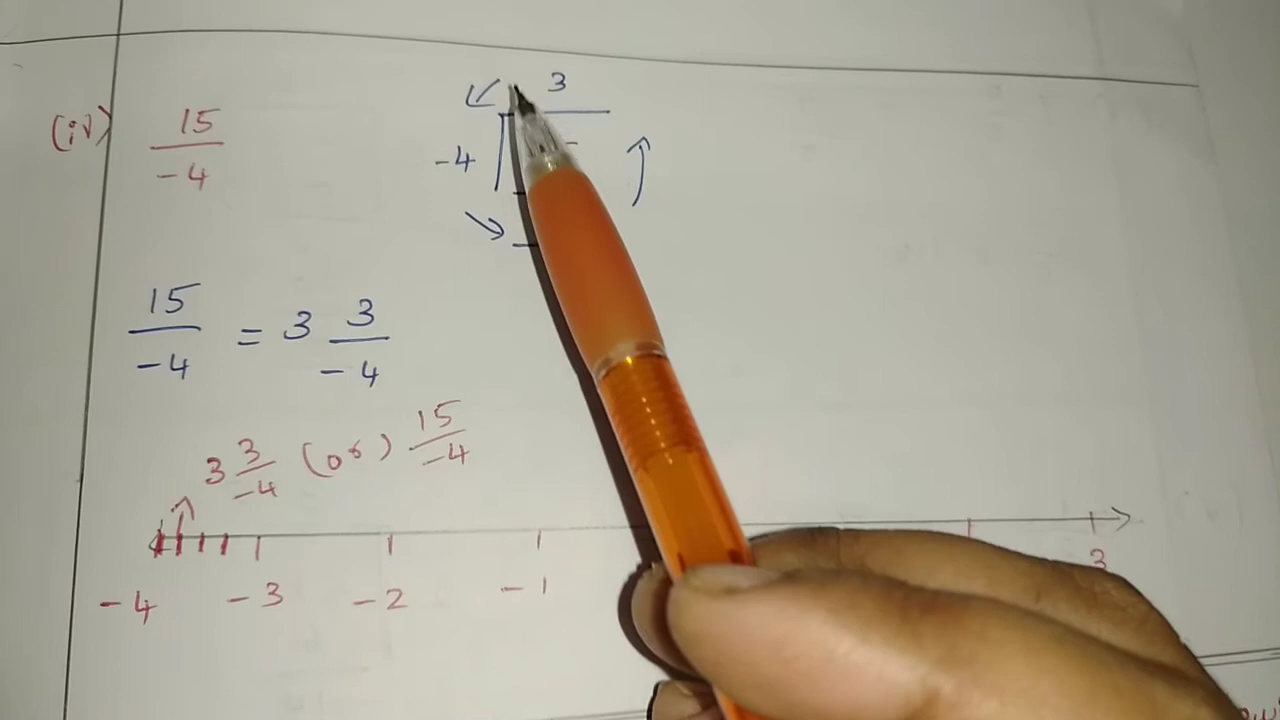 3
(iv) 15/-4
-4
15/-4 = 3 3/-4
3 3/-4 (or) 15/-4
-4 -3 -2 -1 3